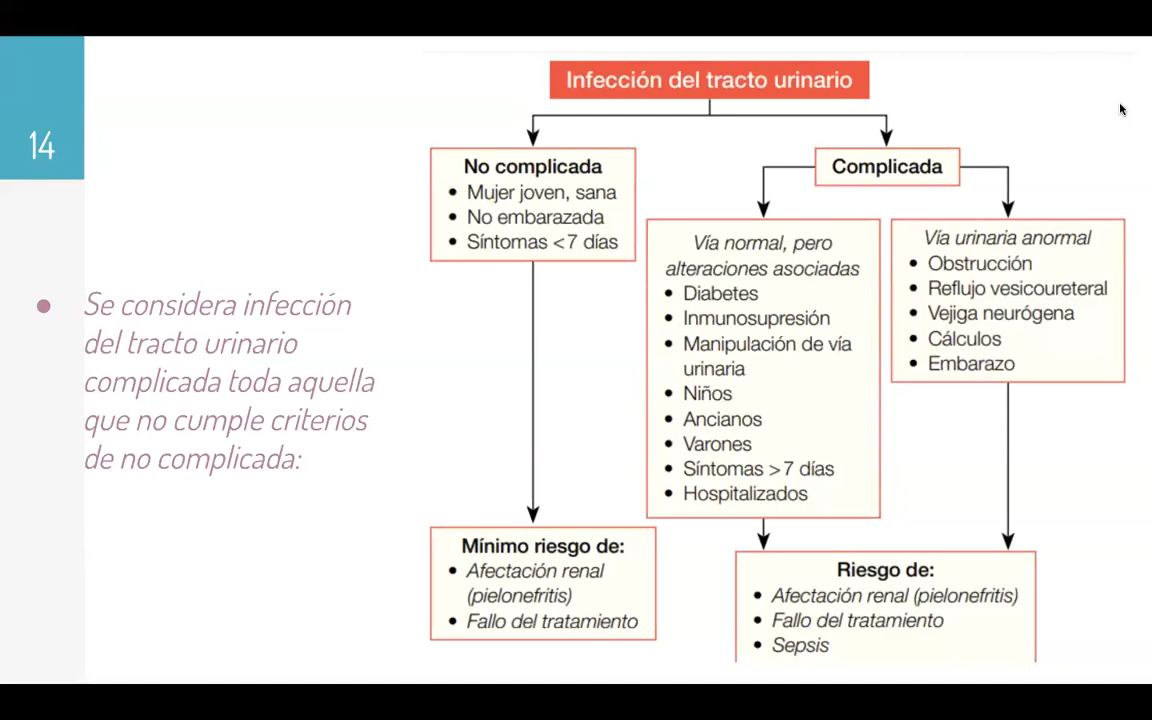 14
Se considera infección
del tracto urinario
complicada toda aquella
que no cumple criterios
de no complicada:
Infección del tracto urinario
No complicada
• Mujer joven, sana
• No embarazada
• Síntomas <7 días
Complicada
Vía normal, pero
alteraciones asociadas
• Diabetes
• Inmunosupresión
• Manipulación de vía
urinaria
• Niños
• Ancianos
• Varones
• Síntomas >7 días
• Hospitalizados
Vía urinaria anormal
• Obstrucción
• Reflujo vesicoureteral
• Vejiga neurógena
• Cálculos
• Embarazo
Mínimo riesgo de:
• Afectación renal
(pielonefritis)
• Fallo del tratamiento
Riesgo de:
• Afectación renal (pielonefritis)
• Fallo del tratamiento
• Sepsis